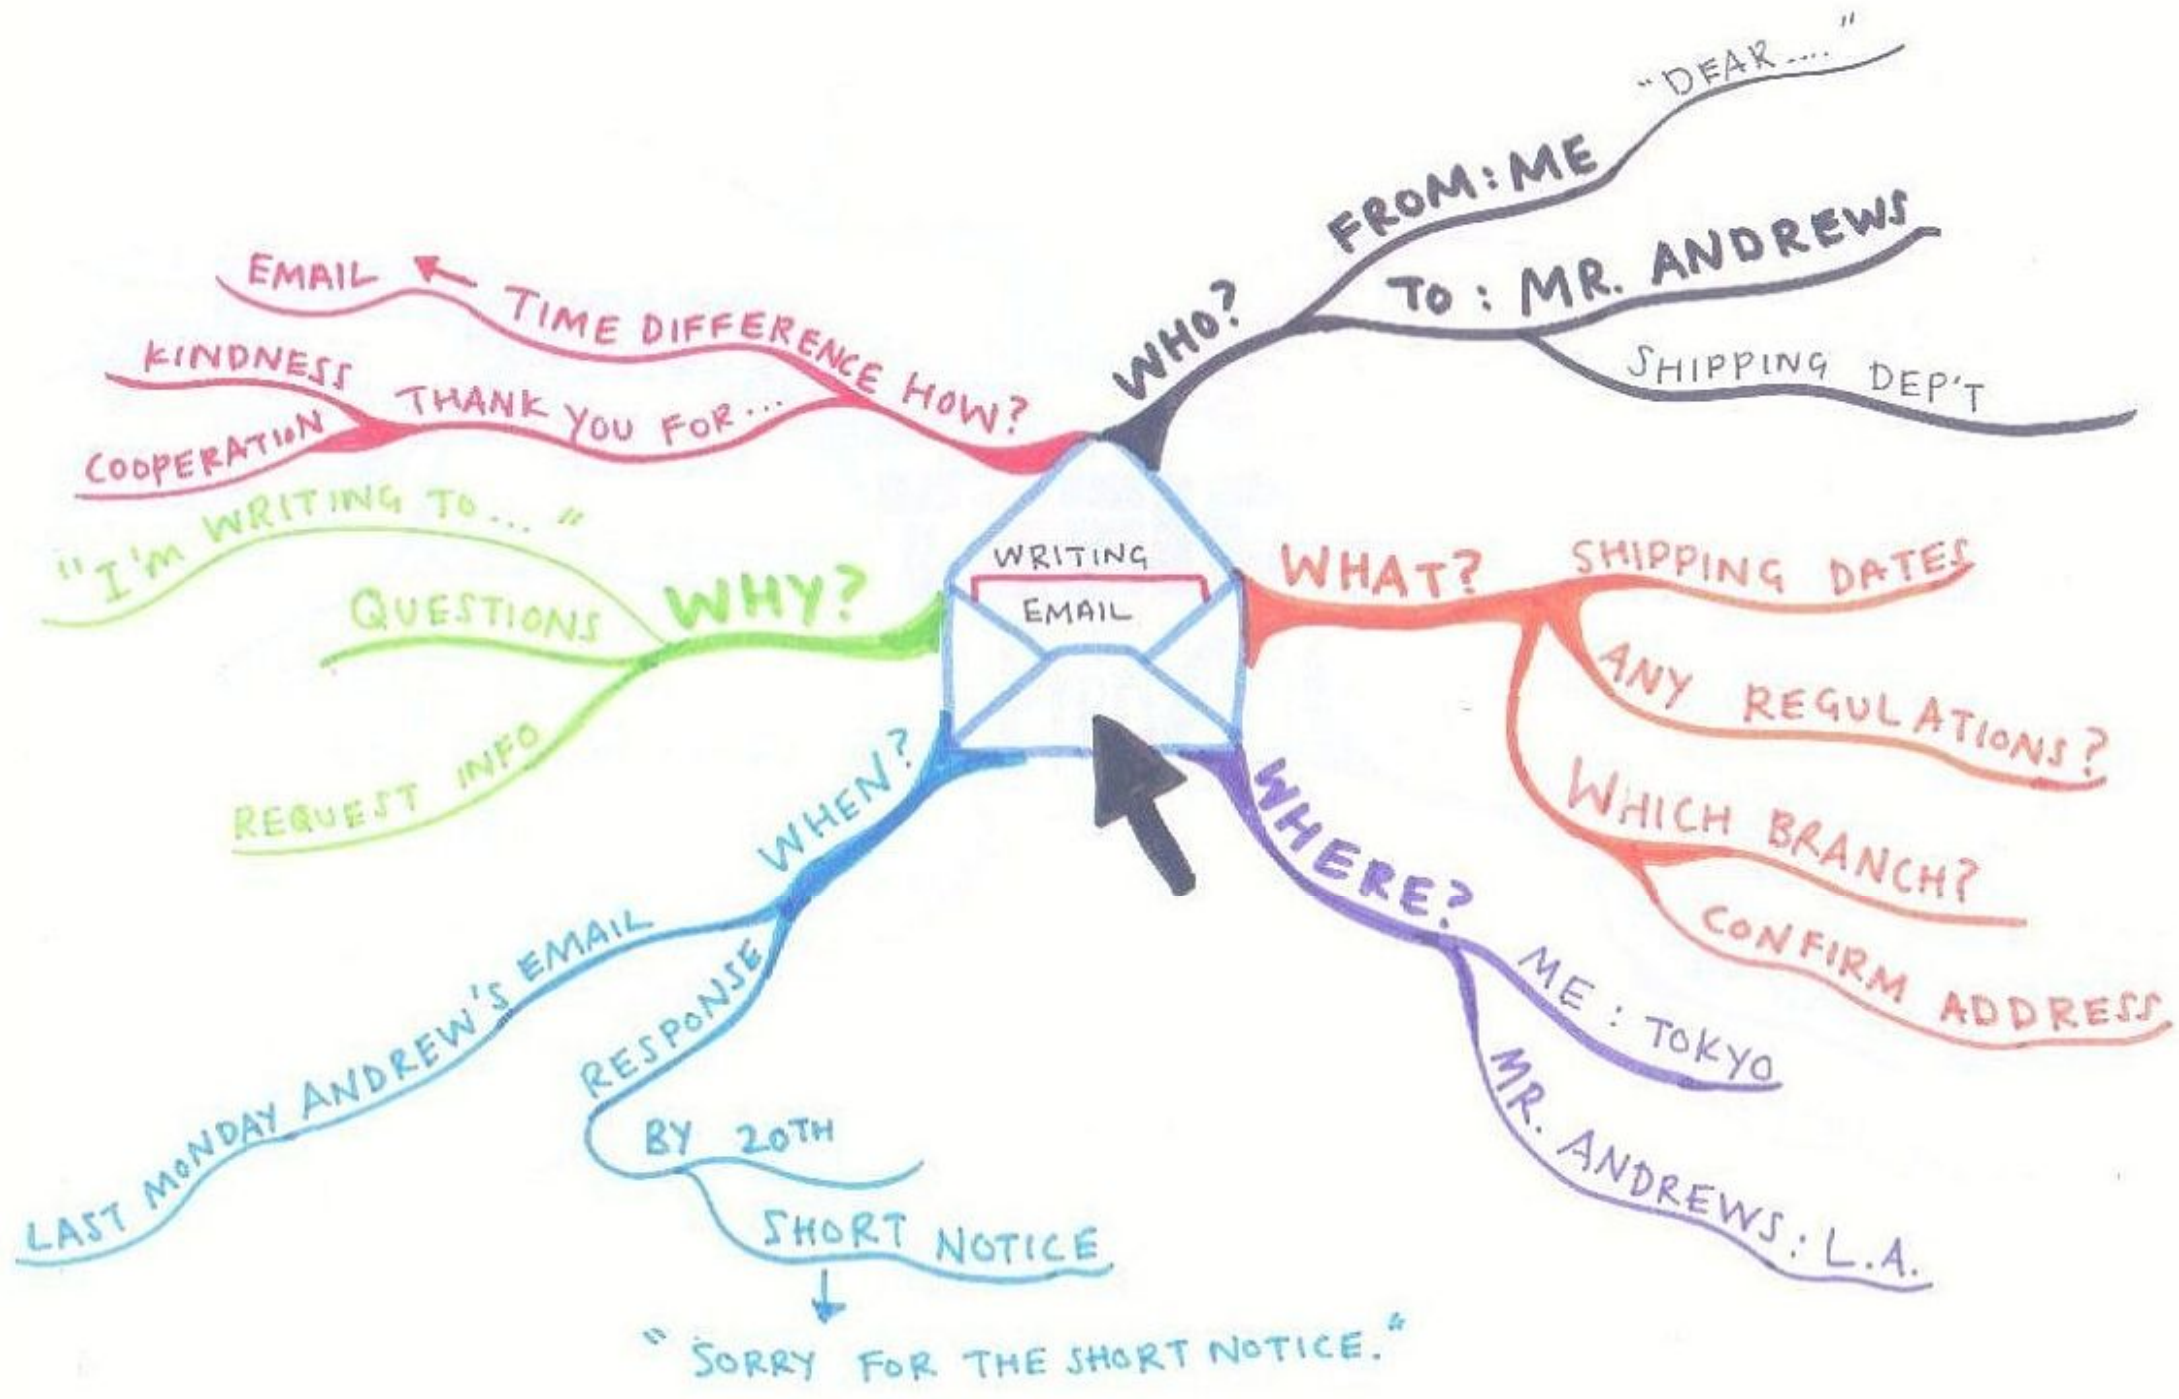 WRITING
EMAIL
WHO?
FROM: ME
"DEAR...."
TO: MR. ANDREWS
SHIPPING DEP'T
WHAT?
SHIPPING DATES
ANY REGULATIONS?
WHICH BRANCH?
CONFIRM ADDRESS
WHERE?
ME: TOKYO
MR. ANDREWS: L.A.
WHEN?
LAST MONDAY ANDREW'S EMAIL
RESPONSE
BY 20TH
SHORT NOTICE
"SORRY FOR THE SHORT NOTICE."
WHY?
"I'M WRITING TO..."
QUESTIONS
REQUEST INFO
HOW?
TIME DIFFERENCE
EMAIL
THANK YOU FOR...
KINDNESS
COOPERATION